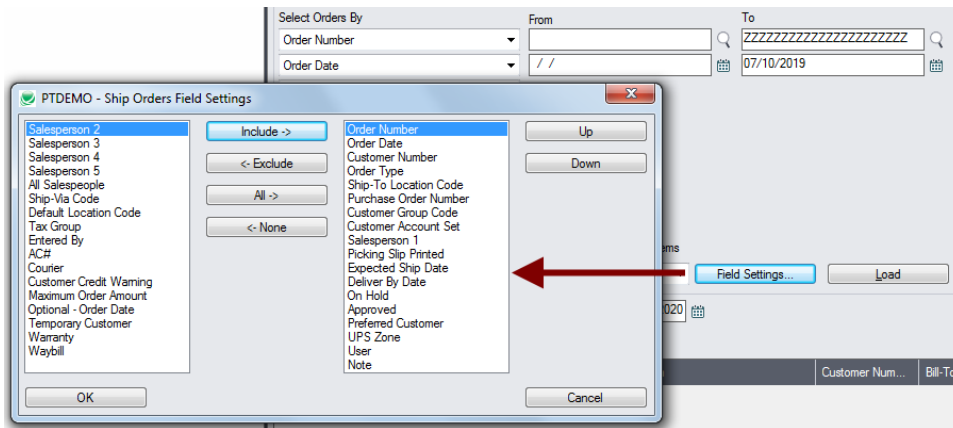 Select Orders By
From
To
Order Number
ZZZZZZZZZZZZZZZZZZZZZZ
Order Date
/ /
07/10/2019
PTDEMO - Ship Orders Field Settings
Salesperson 2
Salesperson 3
Salesperson 4
Salesperson 5
All Salespeople
Ship-Via Code
Default Location Code
Tax Group
Entered By
AC#
Courier
Customer Credit Warning
Maximum Order Amount
Optional - Order Date
Temporary Customer
Warranty
Waybill
Include ->
<- Exclude
All ->
<- None
Order Number
Order Date
Customer Number
Order Type
Ship-To Location Code
Purchase Order Number
Customer Group Code
Customer Account Set
Salesperson 1
Picking Slip Printed
Expected Ship Date
Deliver By Date
On Hold
Approved
Preferred Customer
UPS Zone
User
Note
Up
Down
OK
Cancel
ems
Field Settings...
Load
2020
Customer Num...
Bill-To